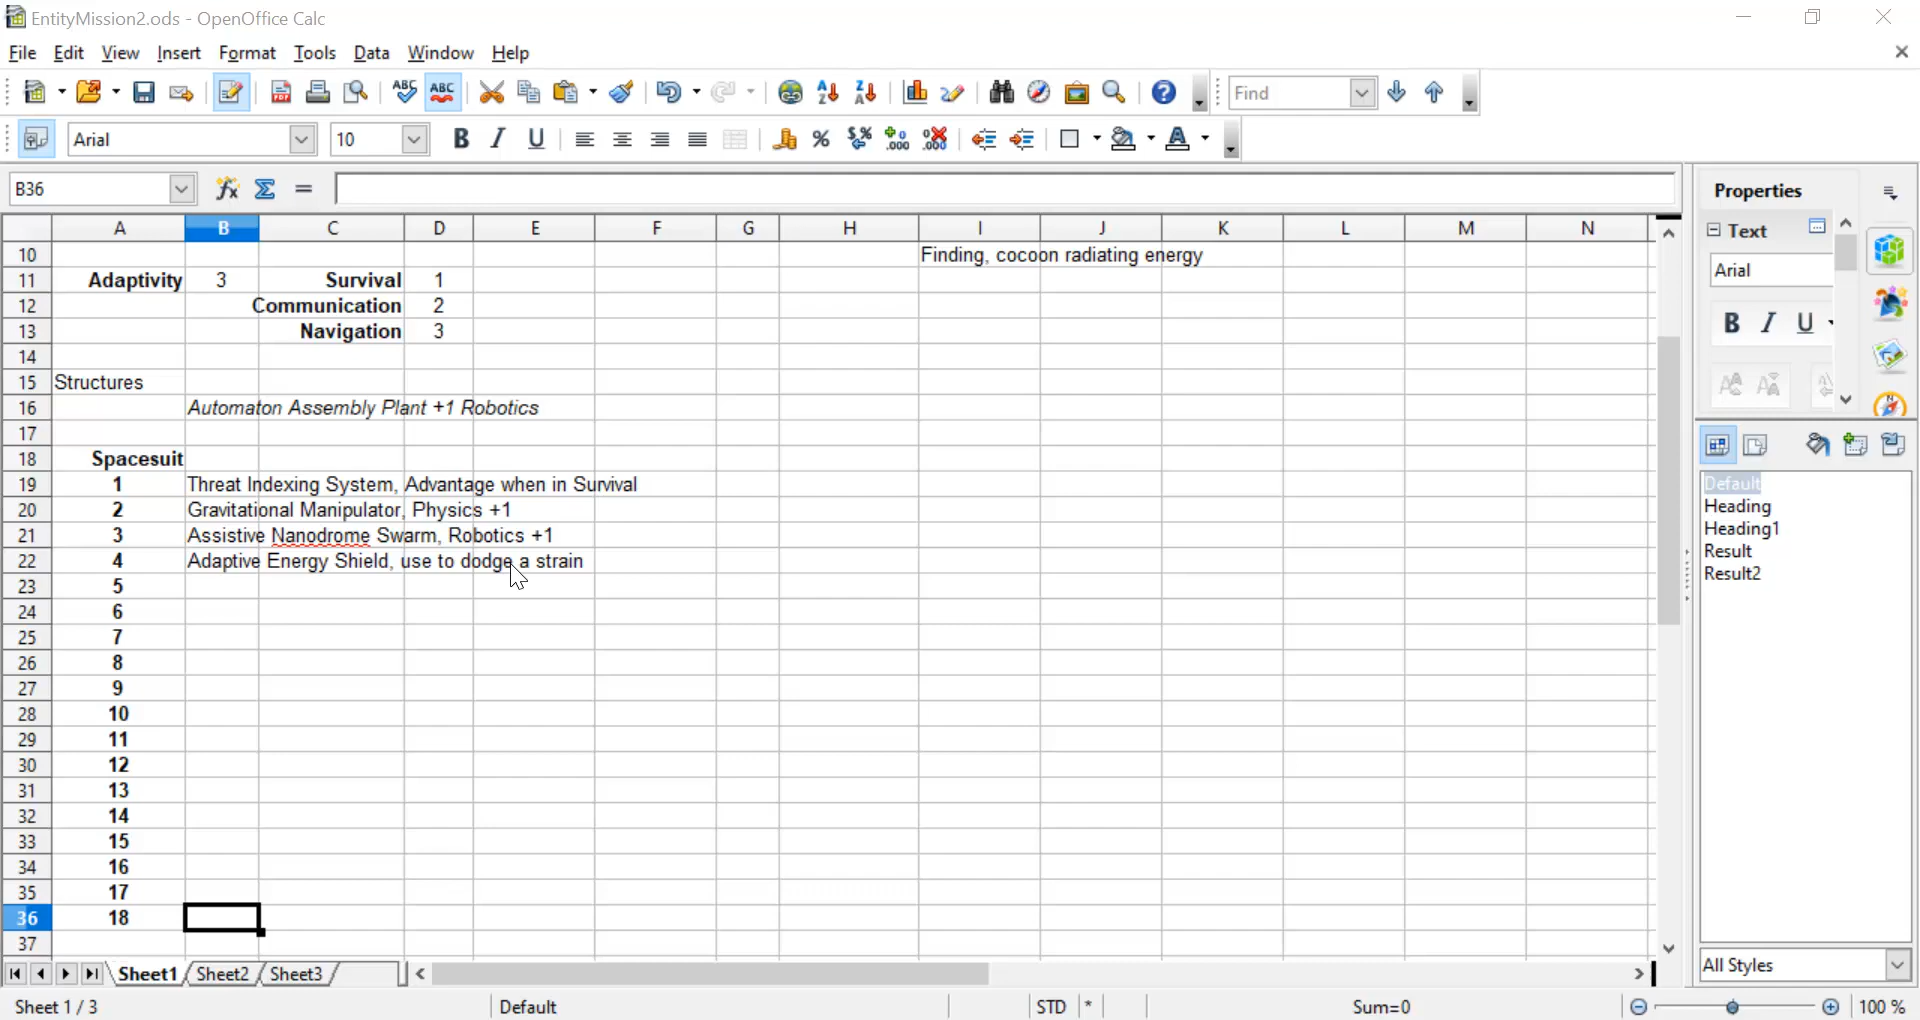 EntityMission2.ods - OpenOffice Calc
File Edit View Insert Format Tools Data Window Help
ABC ABC Find
Arial 10 B I U
B36
Properties
Text
Arial
B I U
A B C D E F G H I J K L M N
10 Finding, cocoon radiating energy
11 Adaptivity 3 Survival 1
12 Communication 2
13 Navigation 3
14
15 Structures
16 Automaton Assembly Plant +1 Robotics
17
18 Spacesuit
19 1 Threat Indexing System, Advantage when in Survival
20 2 Gravitational Manipulator, Physics +1
21 3 Assistive Nanodrome Swarm, Robotics +1
22 4 Adaptive Energy Shield, use to dodge a strain
23 5
24 6
25 7
26 8
27 9
28 10
29 11
30 12
31 13
32 14
33 15
34 16
35 17
36 18
37
Default
Heading
Heading1
Result
Result2
All Styles
Sheet1 Sheet2 Sheet3
Sheet 1 / 3 Default STD * Sum=0 100 %